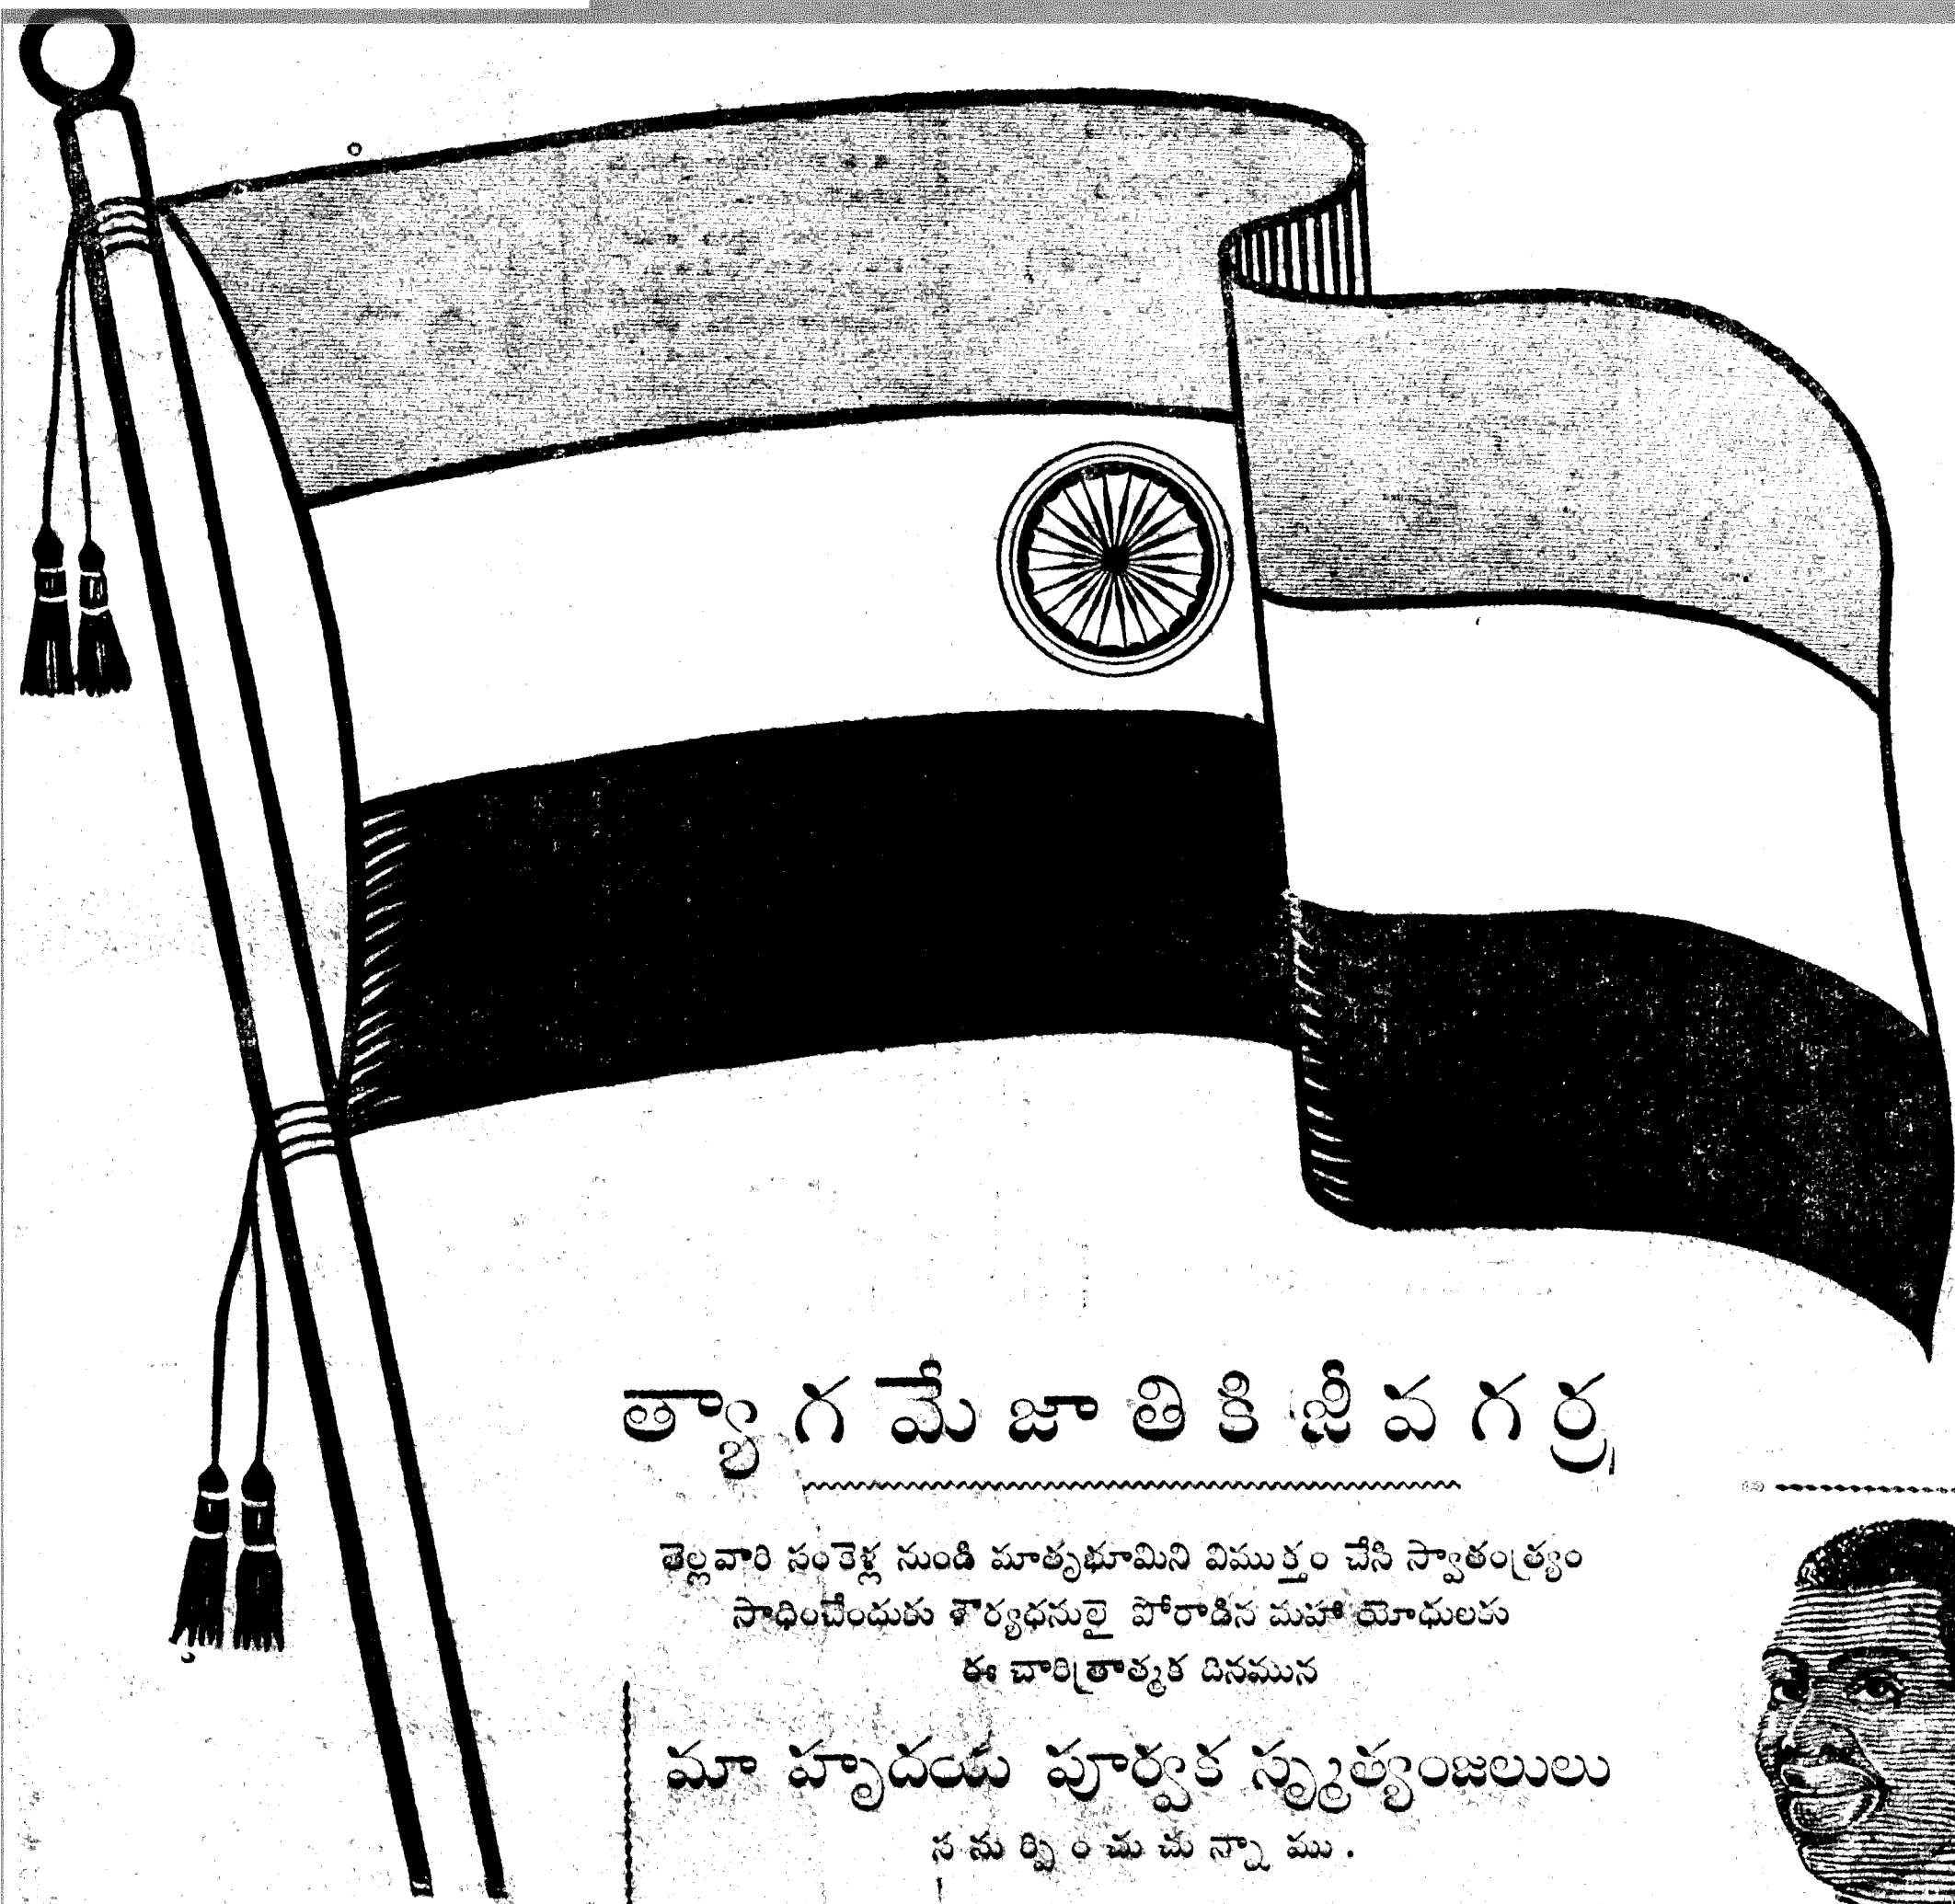 త్యాగమే జాతికి జీవగర్ర
తెల్లవారి సంకెళ్ల నుండి మాతృభూమిని విముక్తం చేసి స్వాతంత్ర్యం
సాధించేందుకు శౌర్యధనులై పోరాడిన మహా యోధులకు
ఈ చారిత్రాత్మక దినమున
మా హృదయ పూర్వక స్మృత్యంజలులు
సమర్పించుచున్నాము.